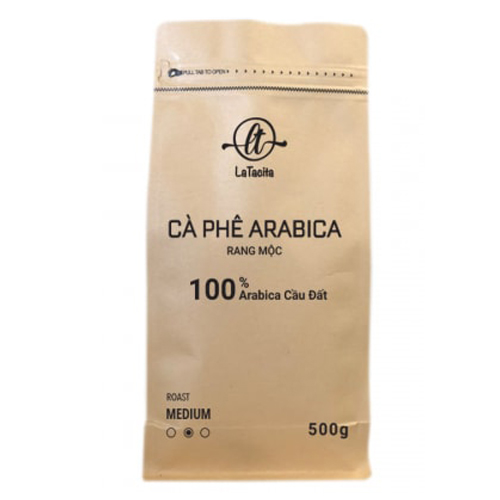 PULL TAB TO OPEN
lt
LaTacita
CÀ PHÊ ARABICA
RANG MỘC
100% Arabica Cầu Đất
ROAST
MEDIUM
500g